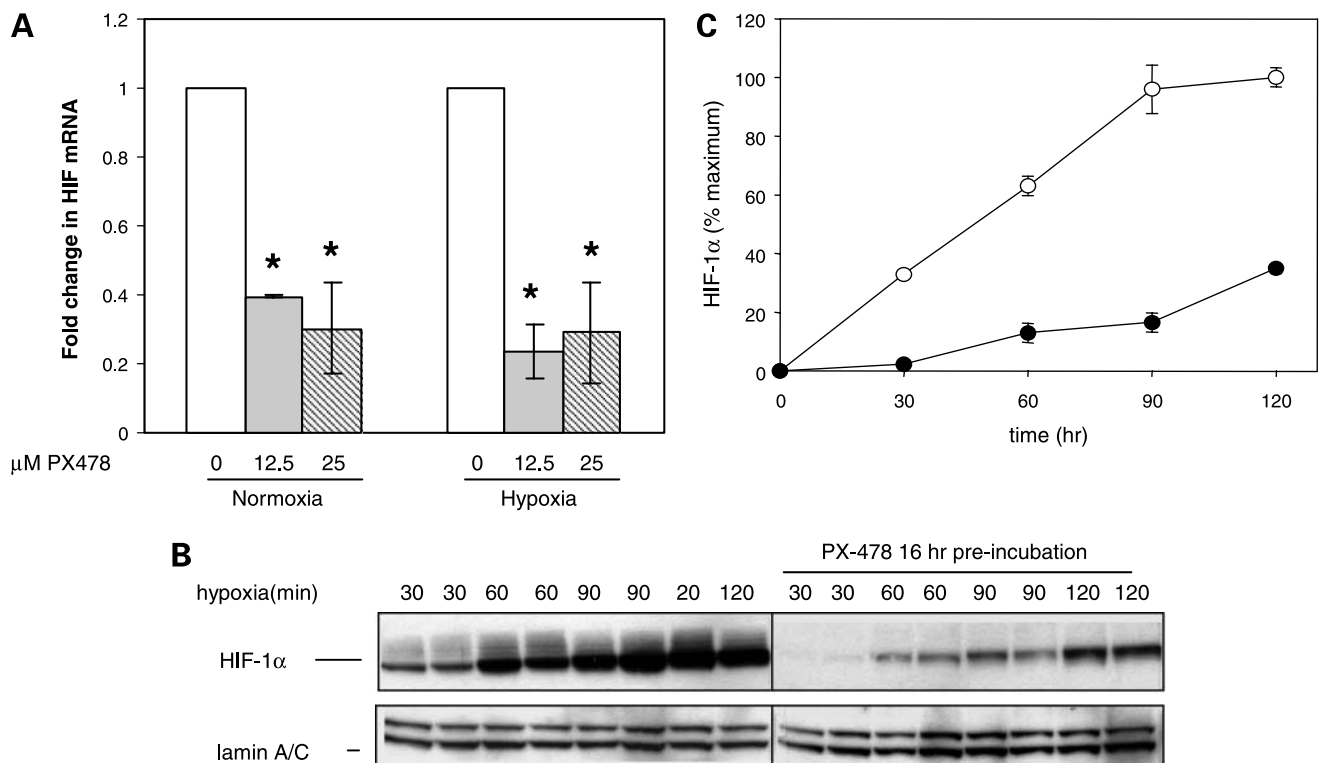 A
Fold change in HIF mRNA
1.2
1
0.8
0.6
0.4
0.2
0
* * * *
μM PX478 0 12.5 25 0 12.5 25
Normoxia Hypoxia
C
HIF-1α (% maximum)
120
100
80
60
40
20
0
0 30 60 90 120
time (hr)
B
PX-478 16 hr pre-incubation
hypoxia(min) 30 30 60 60 90 90 20 120 30 30 60 60 90 90 120 120
HIF-1α
lamin A/C